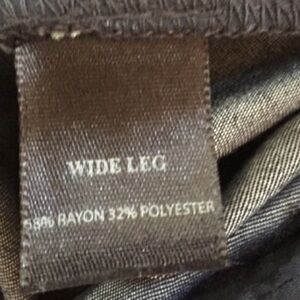 WIDE LEG
68% RAYON 32% POLYESTER